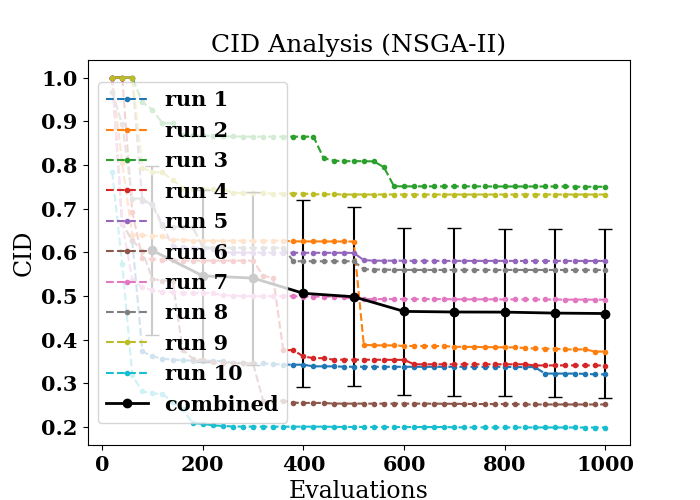 CID Analysis (NSGA-II)
CID
1.0
0.9
0.8
0.7
0.6
0.5
0.4
0.3
0.2
run 1
run 2
run 3
run 4
run 5
run 6
run 7
run 8
run 9
run 10
combined
0 200 400 600 800 1000
Evaluations